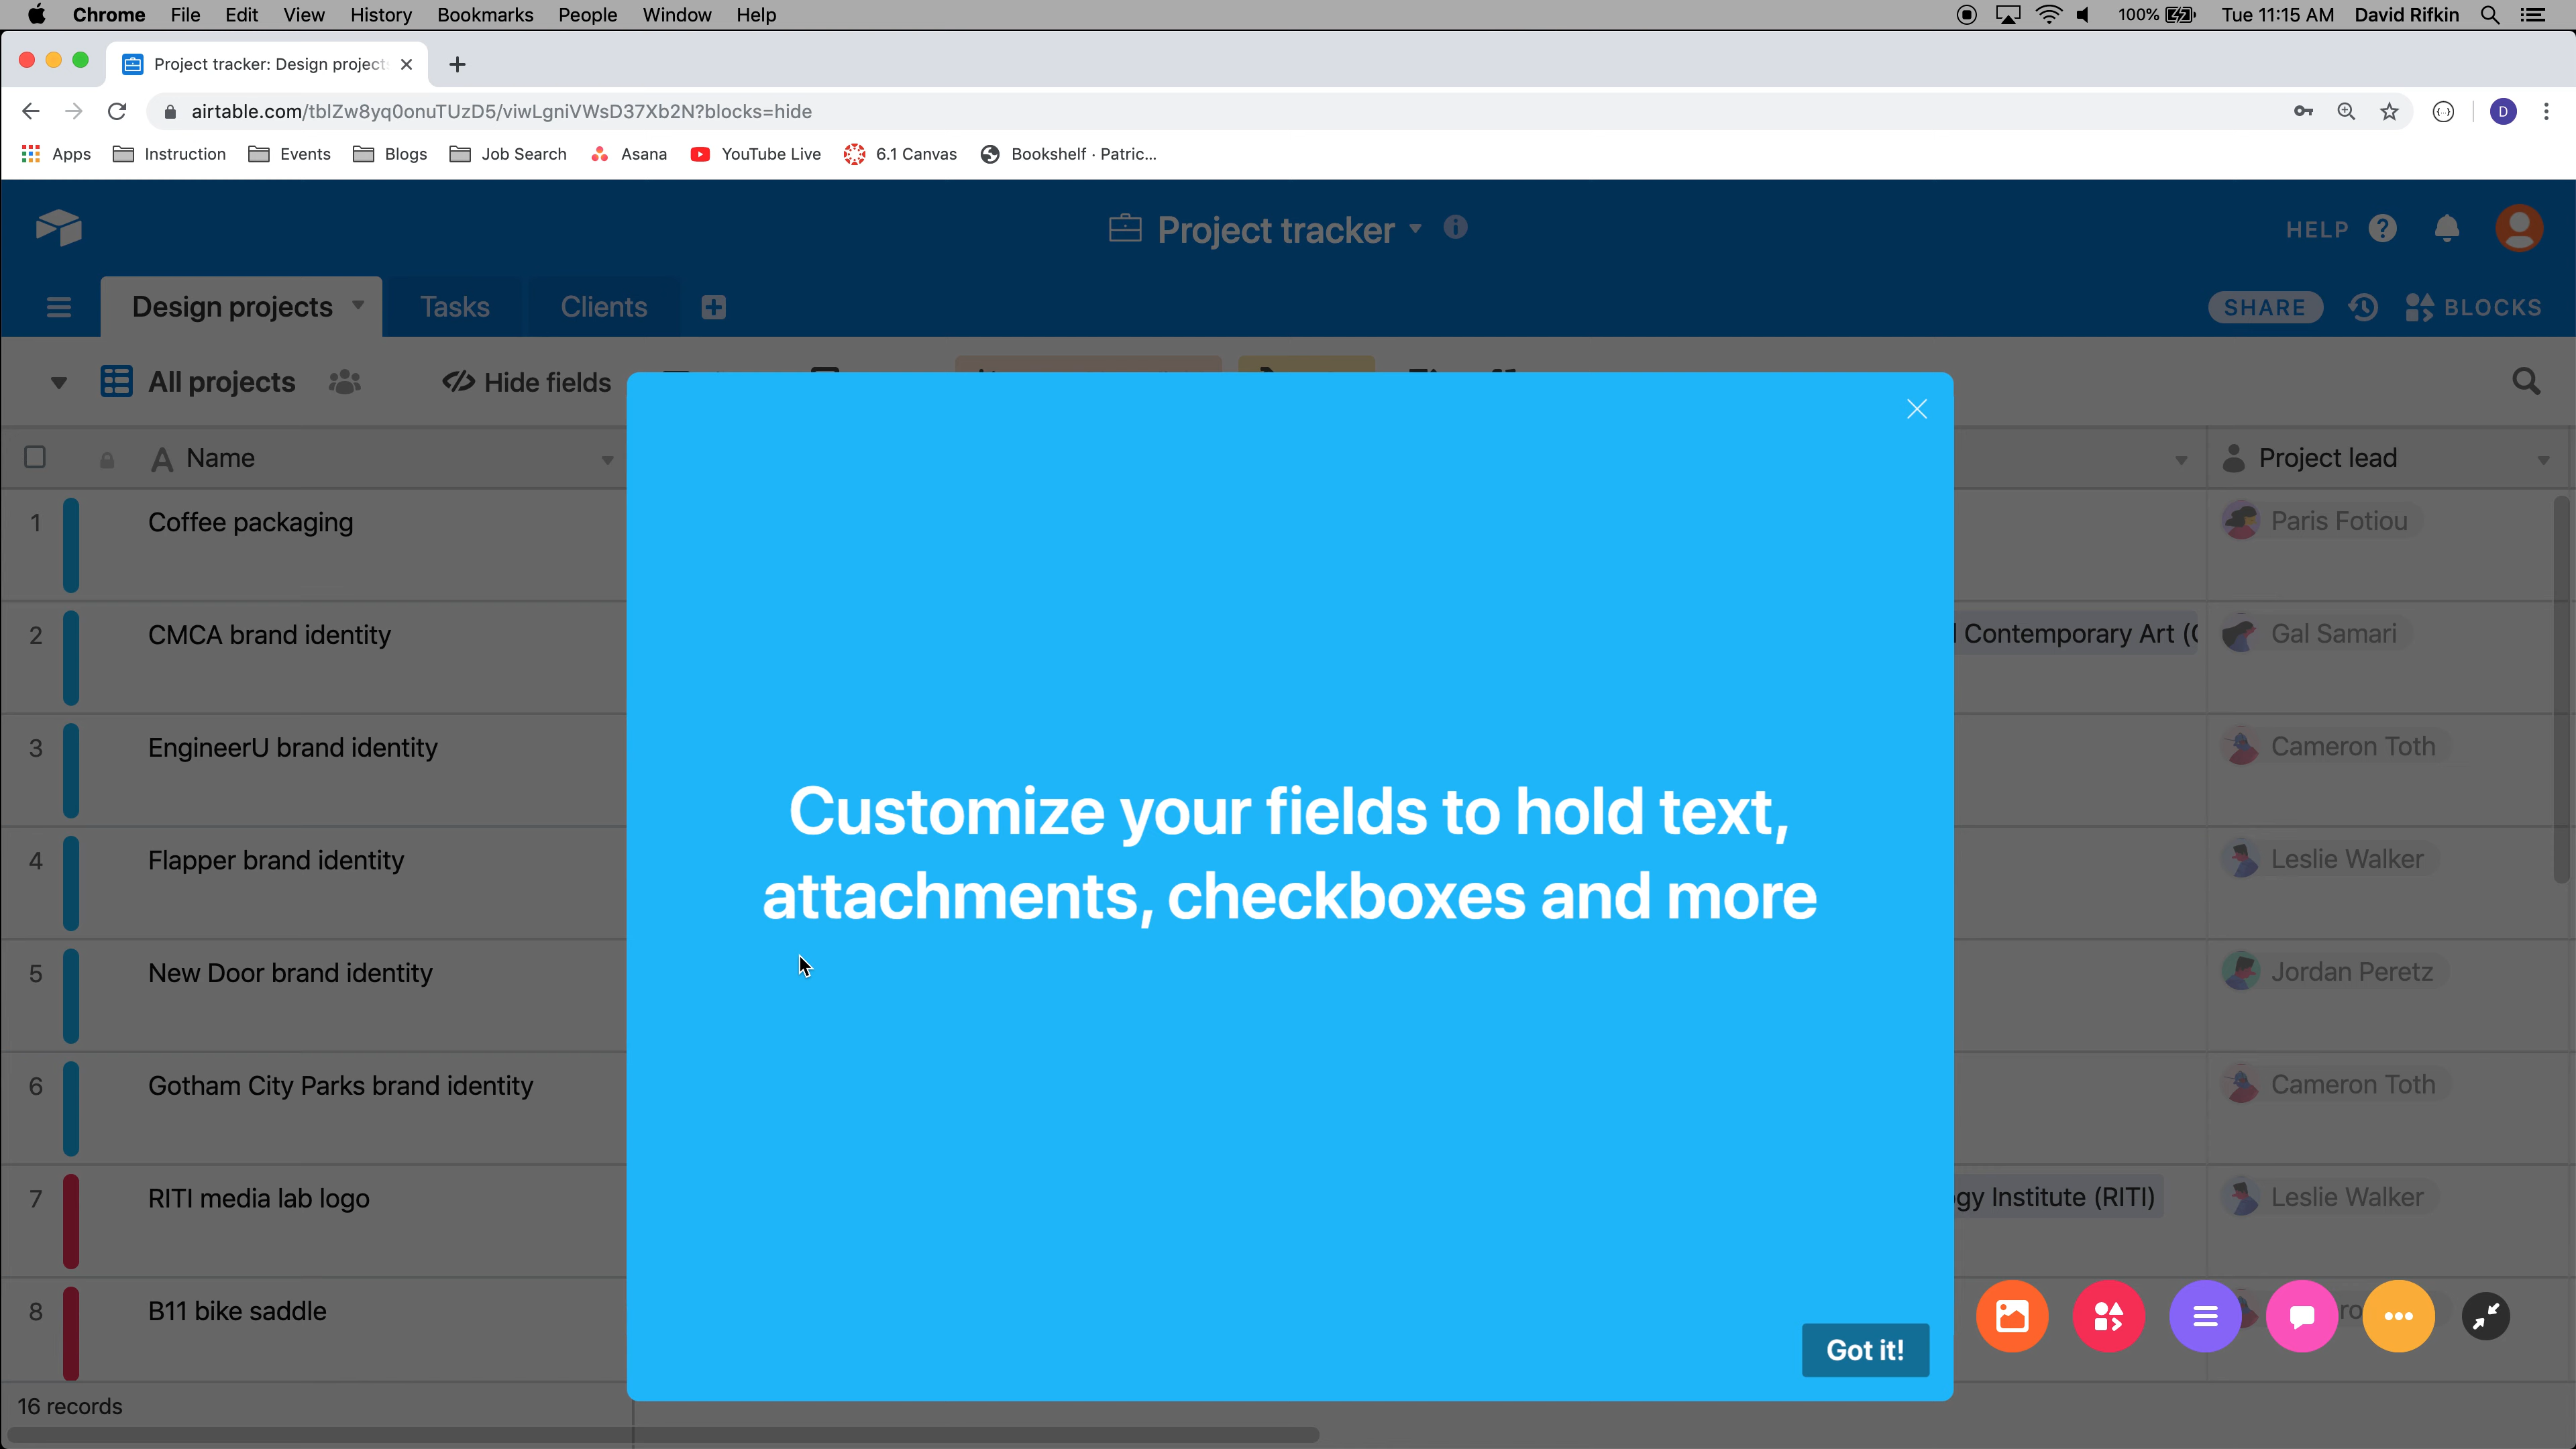 Chrome File Edit View History Bookmarks People Window Help 100% Tue 11:15 AM David Rifkin
Project tracker: Design project
airtable.com/tblZw8yq0onuTUzD5/viwLgniVWsD37Xb2N?blocks=hide D
Apps Instruction Events Blogs Job Search Asana YouTube Live 6.1 Canvas Bookshelf · Patric...
Project tracker HELP
Design projects Tasks Clients SHARE BLOCKS
All projects Hide fields
A Name Project lead
1 Coffee packaging Paris Fotiou
2 CMCA brand identity Contemporary Art ( Gal Samari
3 EngineerU brand identity Cameron Toth
Customize your fields to hold text,
4 Flapper brand identity Leslie Walker
attachments, checkboxes and more
5 New Door brand identity Jordan Peretz
6 Gotham City Parks brand identity Cameron Toth
7 RITI media lab logo gy Institute (RITI) Leslie Walker
8 B11 bike saddle
Got it!
16 records